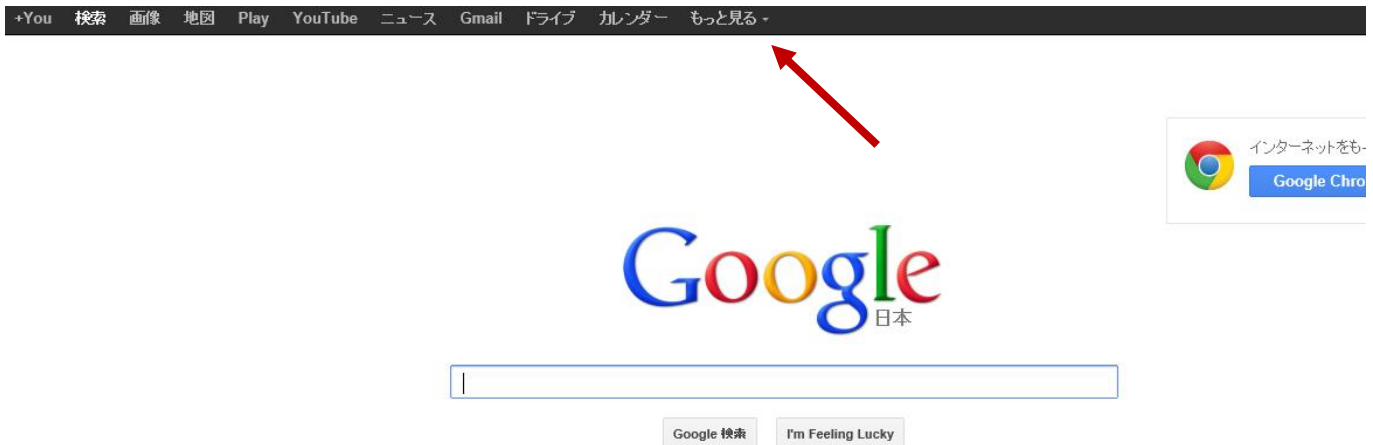 +You 検索 画像 地図 Play YouTube ニュース Gmail ドライブ カレンダー もっと見る
インターネットをも
Google Chro
Google
日本
Google 検索 I'm Feeling Lucky